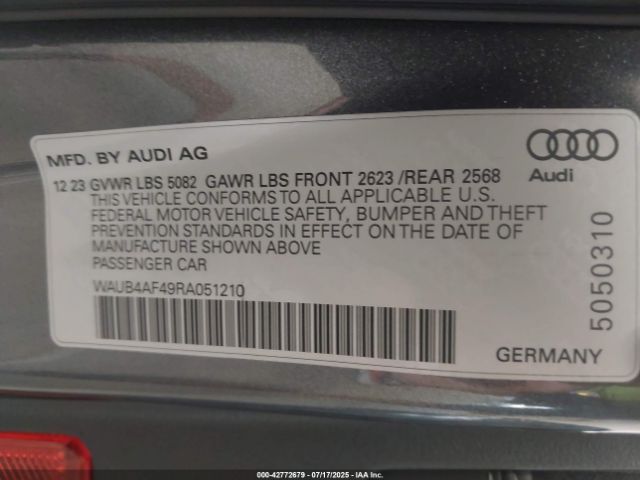 MFD. BY AUDI AG
12 23 GVWR LBS 5082 GAWR LBS FRONT 2623 /REAR 2568
THIS VEHICLE CONFORMS TO ALL APPLICABLE U.S.
FEDERAL MOTOR VEHICLE SAFETY, BUMPER AND THEFT
PREVENTION STANDARDS IN EFFECT ON THE DATE OF
MANUFACTURE SHOWN ABOVE
PASSENGER CAR
WAUB4AF49RA051210
Audi
5050310
GERMANY
000-42772679 - 07/17/2025 - IAAI, Inc.